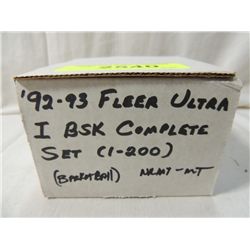 '92-93 FLEER ULTRA
I BSK COMPLETE
SET (1-200)
(BASKETBALL) NRMT-MT